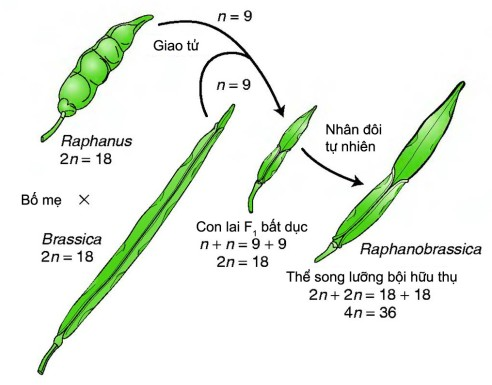 n = 9
Giao tử
n = 9
Raphanus
2n = 18
Bố mẹ ×
Brassica
2n = 18
Con lai F₁ bất dục
n + n = 9 + 9
2n = 18
Nhân đôi
tự nhiên
Raphanobrassica
Thể song lưỡng bội hữu thụ
2n + 2n = 18 + 18
4n = 36